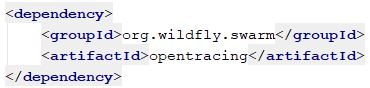 <dependency>
    <groupId>org.wildfly.swarm</groupId>
    <artifactId>opentracing</artifactId>
</dependency>